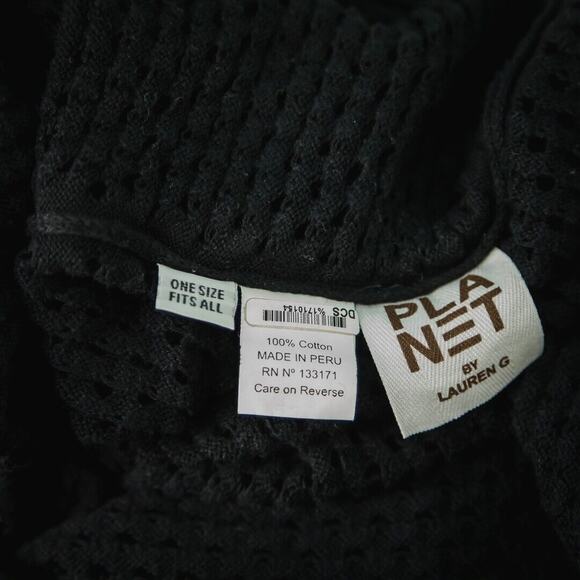 ONE SIZE
FITS ALL
DCS %1710154
100% Cotton
MADE IN PERU
RN Nº 133171
Care on Reverse
PLA
NET
BY
LAUREN G